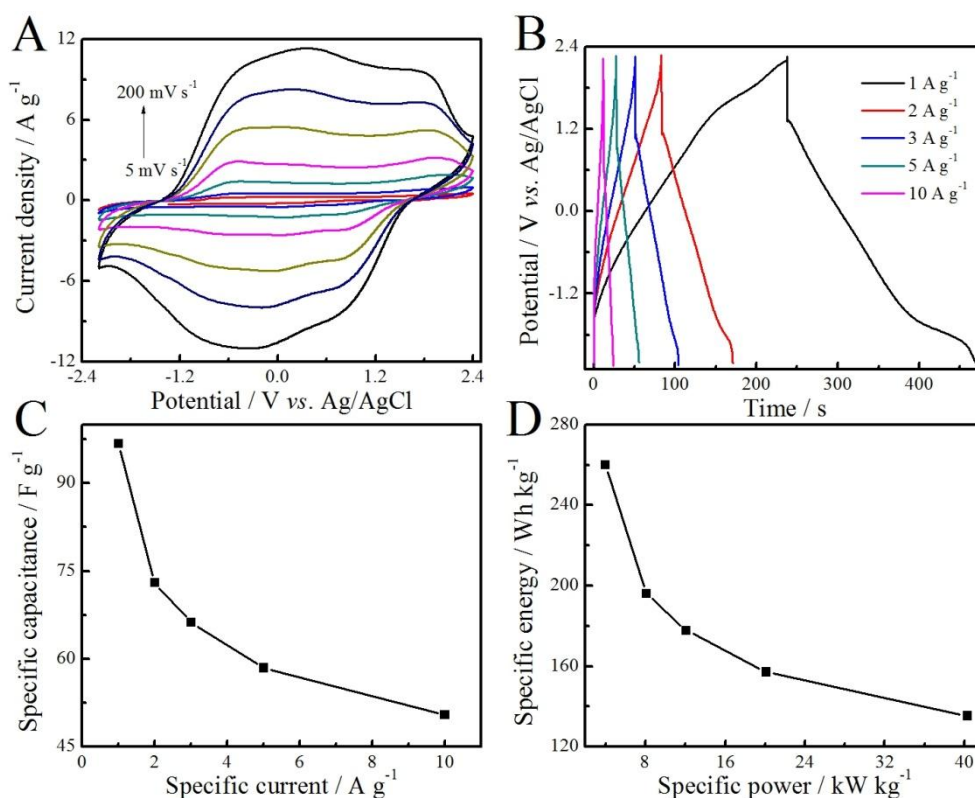 A
12
6
0
-6
-12
Current density / A g⁻¹
200 mV s⁻¹
5 mV s⁻¹
-2.4 -1.2 0.0 1.2 2.4
Potential / V vs. Ag/AgCl
B
2.4
1.2
0.0
-1.2
Potential / V vs. Ag/AgCl
1 A g⁻¹
2 A g⁻¹
3 A g⁻¹
5 A g⁻¹
10 A g⁻¹
0 100 200 300 400
Time / s
C
90
75
60
45
Specific capacitance / F g⁻¹
0 2 4 6 8 10
Specific current / A g⁻¹
D
280
240
200
160
120
Specific energy / Wh kg⁻¹
8 16 24 32 40
Specific power / kW kg⁻¹